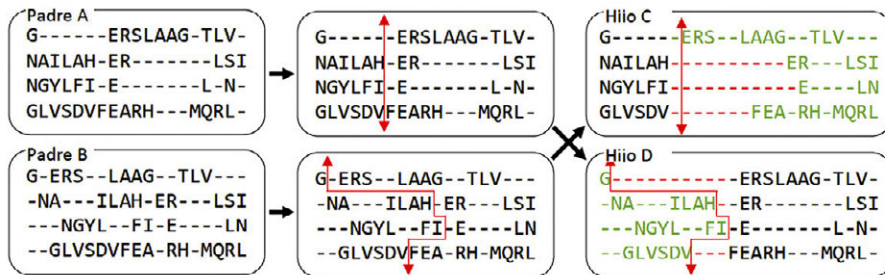 Padre A
G------ERSLAAG-TLV-
NAILAH-ER-------LSI
NGYLFI-E-------L-N-
GLVSDVFEARH---MQRL-
G------ERSLAAG-TLV-
NAILAH-ER-------LSI
NGYLFI-E-------L-N-
GLVSDVFEARH---MQRL-
Hijo C
G------ERS--LAAG--TLV---
NAILAH----------ER---LSI
NGYLFI-----------E----LN
GLVSDV-------FEA-RH-MQRL
Padre B
G-ERS--LAAG--TLV---
-NA---ILAH-ER---LSI
---NGYL--FI-E----LN
--GLVSDVFEA-RH-MQRL
G-ERS--LAAG--TLV---
-NA---ILAH-ER---LSI
---NGYL--FI-E----LN
--GLVSDVFEA-RH-MQRL
Hijo D
G-----------ERSLAAG-TLV-
-NA---ILAH--ER-------LSI
---NGYL--FI-E-------L-N-
--GLVSDV---FEARH---MQRL-